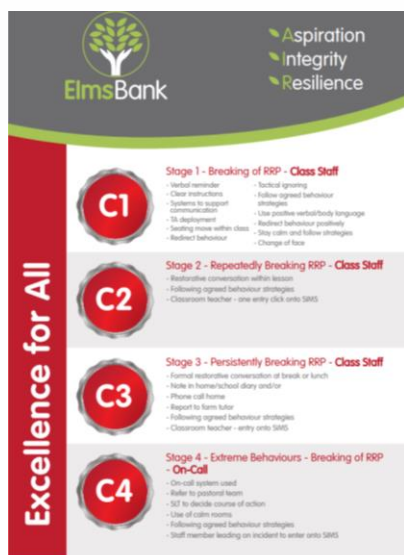 ElmsBank
Aspiration
Integrity
Resilience
Excellence for All
C1
Stage 1 - Breaking of RRP - Class Staff
- Verbal reminder
- Clear instructions
- Systems to support
communication
- TA deployment
- Seating move within class
- Redirect behaviour
- Tactical ignoring
- Follow agreed behaviour
strategies
- Use positive verbal/body language
- Redirect behaviour positively
- Stay calm and follow strategies
- Change of face
C2
Stage 2 - Repeatedly Breaking RRP - Class Staff
- Restorative conversation within lesson
- Following agreed behaviour strategies
- Classroom teacher - one entry click onto SIMS
C3
Stage 3 - Persistently Breaking RRP - Class Staff
- Formal restorative conversation at break or lunch
- Note in home/school diary and/or
- Phone call home
- Report to form tutor
- Following agreed behaviour strategies
- Classroom teacher - entry onto SIMS
C4
Stage 4 - Extreme Behaviours - Breaking of RRP
- On-Call
- On-call system used
- Refer to pastoral team
- SLT to decide course of action
- Use of calm rooms
- Following agreed behaviour strategies
- Staff member leading on incident to enter onto SIMS